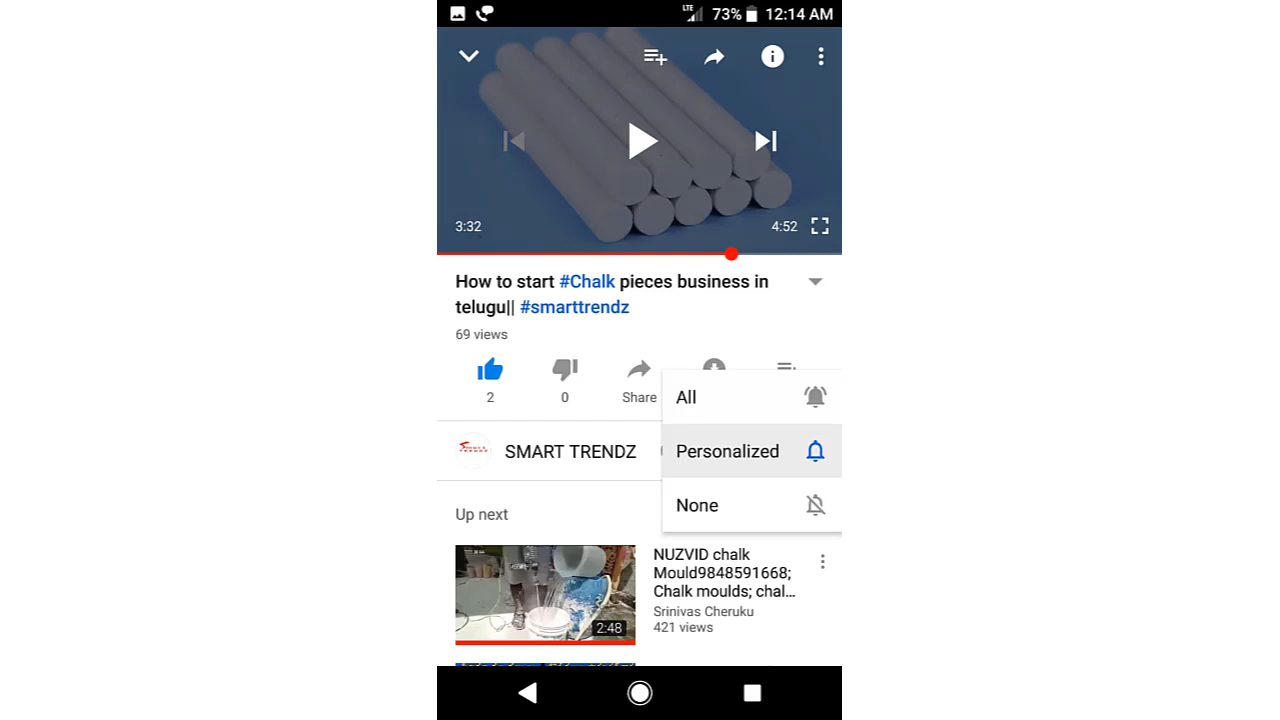 LTE 73% 12:14 AM
3:32 4:52
How to start #Chalk pieces business in
telugu|| #smarttrendz
69 views
2 0 Share
All
Personalized
None
SMART TRENDZ
Up next
NUZVID chalk
Mould9848591668;
Chalk moulds; chal...
Srinivas Cheruku
421 views
2:48